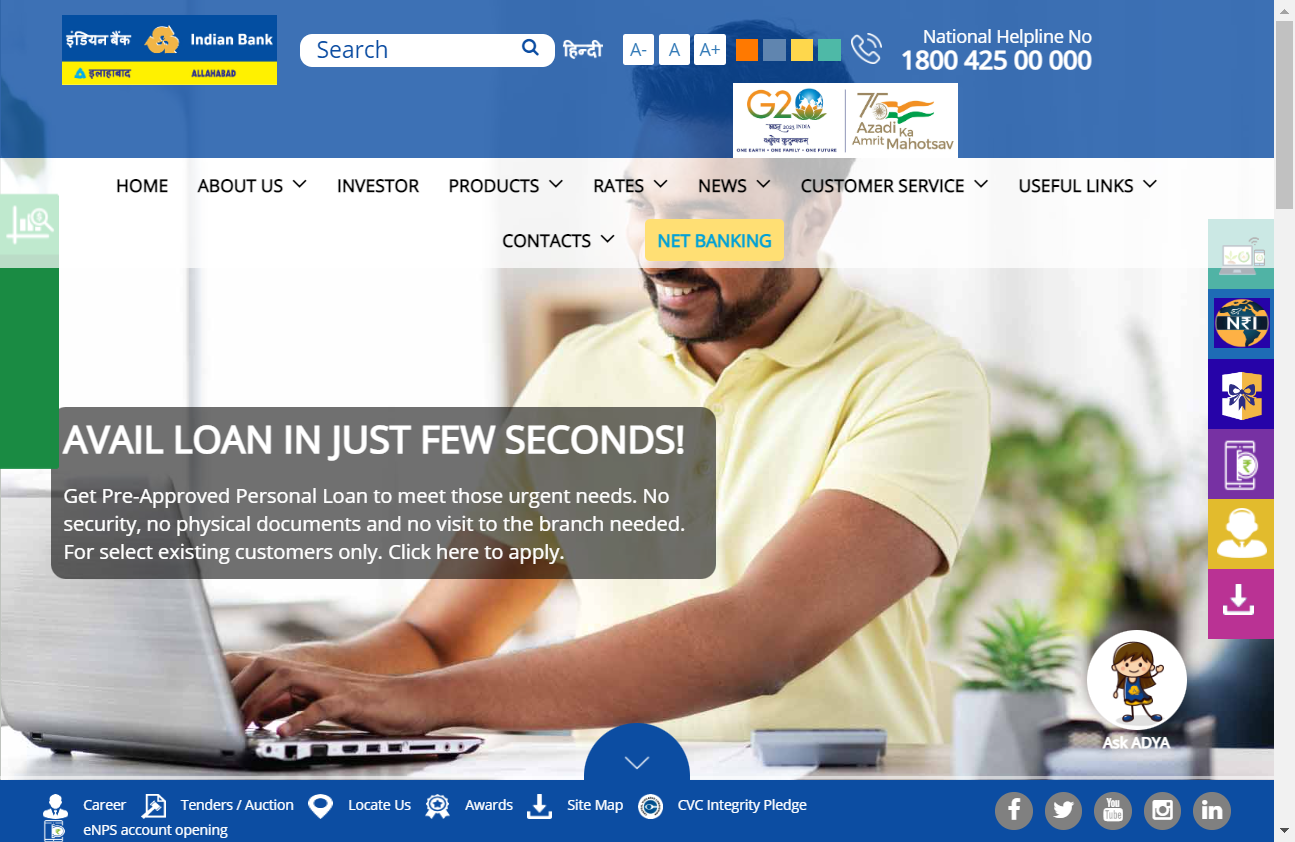 इंडियन बैंक Indian Bank
इलाहाबाद ALLAHABAD
Search
हिन्दी
A- A A+
National Helpline No
1800 425 00 000
G20
भारत 2023 INDIA
वसुधैव कुटुम्बकम्
ONE EARTH • ONE FAMILY • ONE FUTURE
75
Azadi Ka
Amrit Mahotsav
HOME ABOUT US INVESTOR PRODUCTS RATES NEWS CUSTOMER SERVICE USEFUL LINKS
CONTACTS NET BANKING
NRI
AVAIL LOAN IN JUST FEW SECONDS!
Get Pre-Approved Personal Loan to meet those urgent needs. No
security, no physical documents and no visit to the branch needed.
For select existing customers only. Click here to apply.
Ask ADYA
Career Tenders / Auction Locate Us Awards Site Map CVC Integrity Pledge
eNPS account opening
You Tube